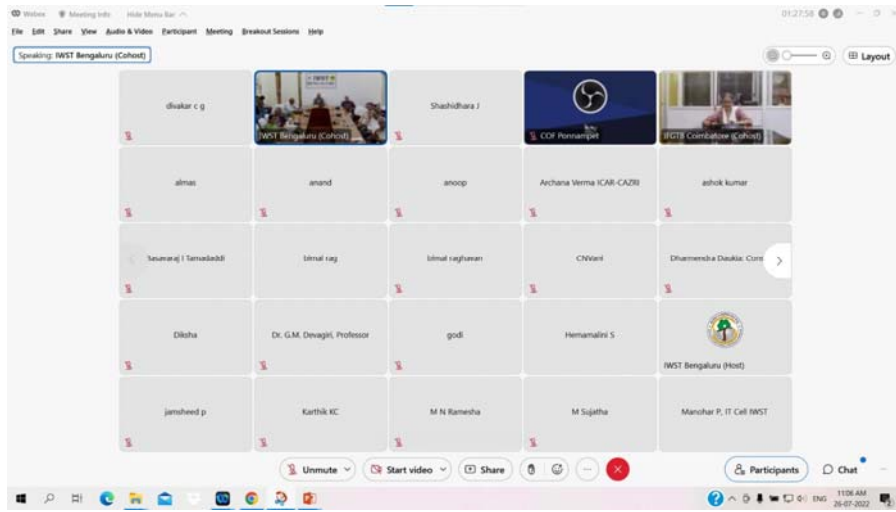 Webex Meeting Info Hide Menu Bar 01:27:58
File Edit Share View Audio & Video Participant Meeting Breakout Sessions Help
Speaking: IWST Bengaluru (Cohost) Layout
divakar c g
IWST Bengaluru (Cohost)
Shashidhara J
COF Ponnampet
IFGTB Coimbatore (Cohost)
almas
anand
anoop
Archana Verma ICAR-CAZRI
ashok kumar
Basavaraj I Tamadaddi
bimal rag
bimal raghavan
CNVani
Dharmendra Daukia: Cure
Diksha
Dr. G.M. Devagiri, Professor
godi
Hemamalini S
IWST Bengaluru (Host)
jamsheed p
Karthik KC
M N Ramesha
M Sujatha
Manohar P, IT Cell IWST
Unmute Start video Share Participants Chat
ENG 11:06 AM
26-07-2022